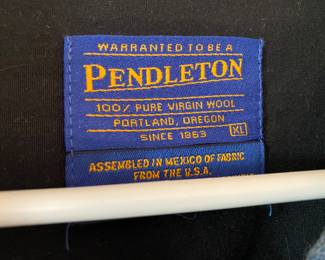 WARRANTED TO BE A
PENDLETON
100% PURE VIRGIN WOOL
PORTLAND, OREGON
SINCE 1863 XL
ASSEMBLED IN MEXICO OF FABRIC
FROM THE U.S.A.